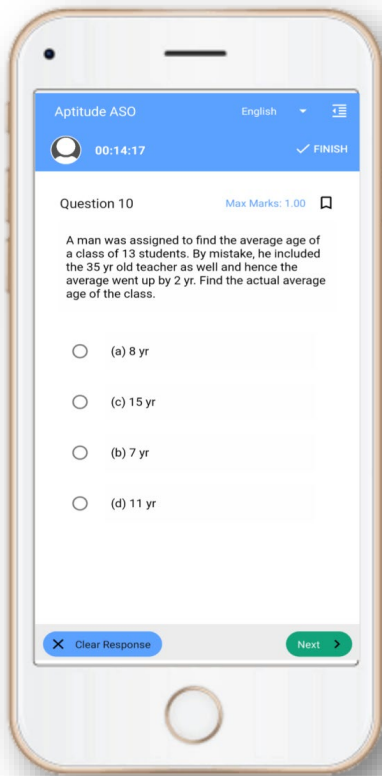 Aptitude ASO English
00:14:17 FINISH
Question 10 Max Marks: 1.00
A man was assigned to find the average age of
a class of 13 students. By mistake, he included
the 35 yr old teacher as well and hence the
average went up by 2 yr. Find the actual average
age of the class.
(a) 8 yr
(c) 15 yr
(b) 7 yr
(d) 11 yr
Clear Response Next